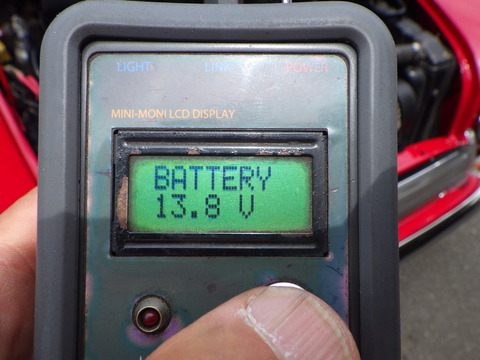 LIGHT LINK POWER
MINI-MONI LCD DISPLAY
BATTERY
13.8 V